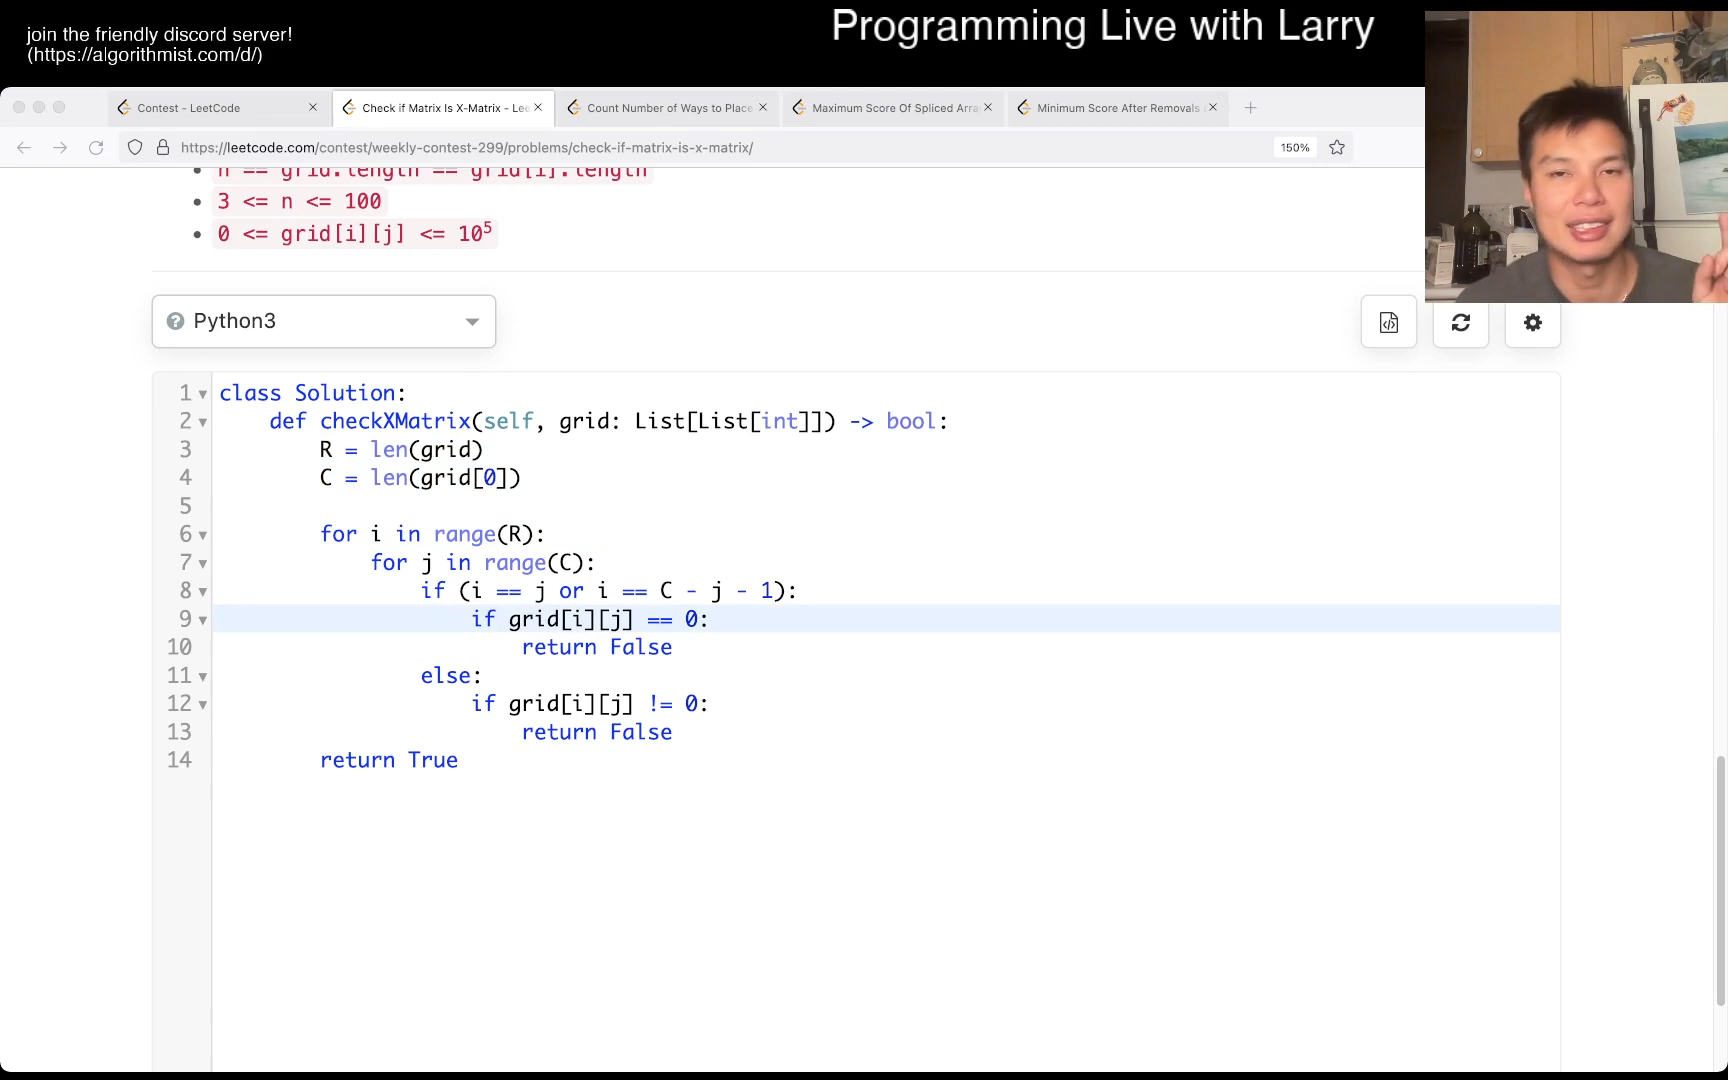 join the friendly discord server!
(https://algorithmist.com/d/)
Programming Live with Larry
Contest - LeetCode
Check if Matrix Is X-Matrix - Lee
Count Number of Ways to Place
Maximum Score Of Spliced Arra
Minimum Score After Removals
https://leetcode.com/contest/weekly-contest-299/problems/check-if-matrix-is-x-matrix/
150%
n == grid.length == grid[i].length
3 <= n <= 100
0 <= grid[i][j] <= 10⁵
Python3
1 class Solution:
2 def checkXMatrix(self, grid: List[List[int]]) -> bool:
3 R = len(grid)
4 C = len(grid[0])
5
6 for i in range(R):
7 for j in range(C):
8 if (i == j or i == C - j - 1):
9 if grid[i][j] == 0:
10 return False
11 else:
12 if grid[i][j] != 0:
13 return False
14 return True